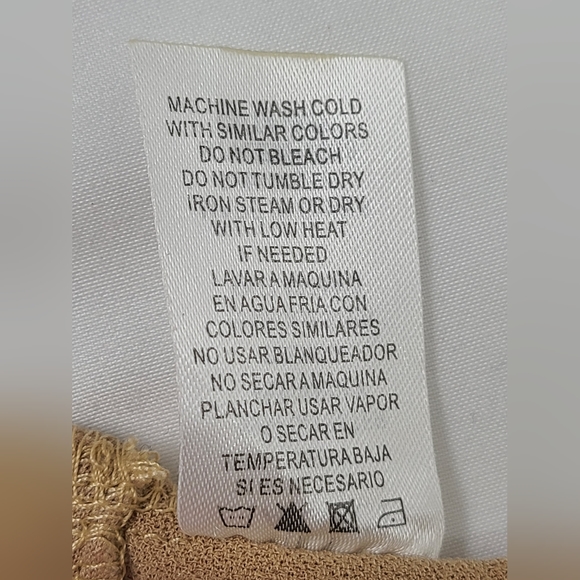 MACHINE WASH COLD
WITH SIMILAR COLORS
DO NOT BLEACH
DO NOT TUMBLE DRY
IRON STEAM OR DRY
WITH LOW HEAT
IF NEEDED
LAVAR A MAQUINA
EN AGUA FRIA CON
COLORES SIMILARES
NO USAR BLANQUEADOR
NO SECAR A MAQUINA
PLANCHAR USAR VAPOR
O SECAR EN
TEMPERATURA BAJA
SI ES NECESARIO